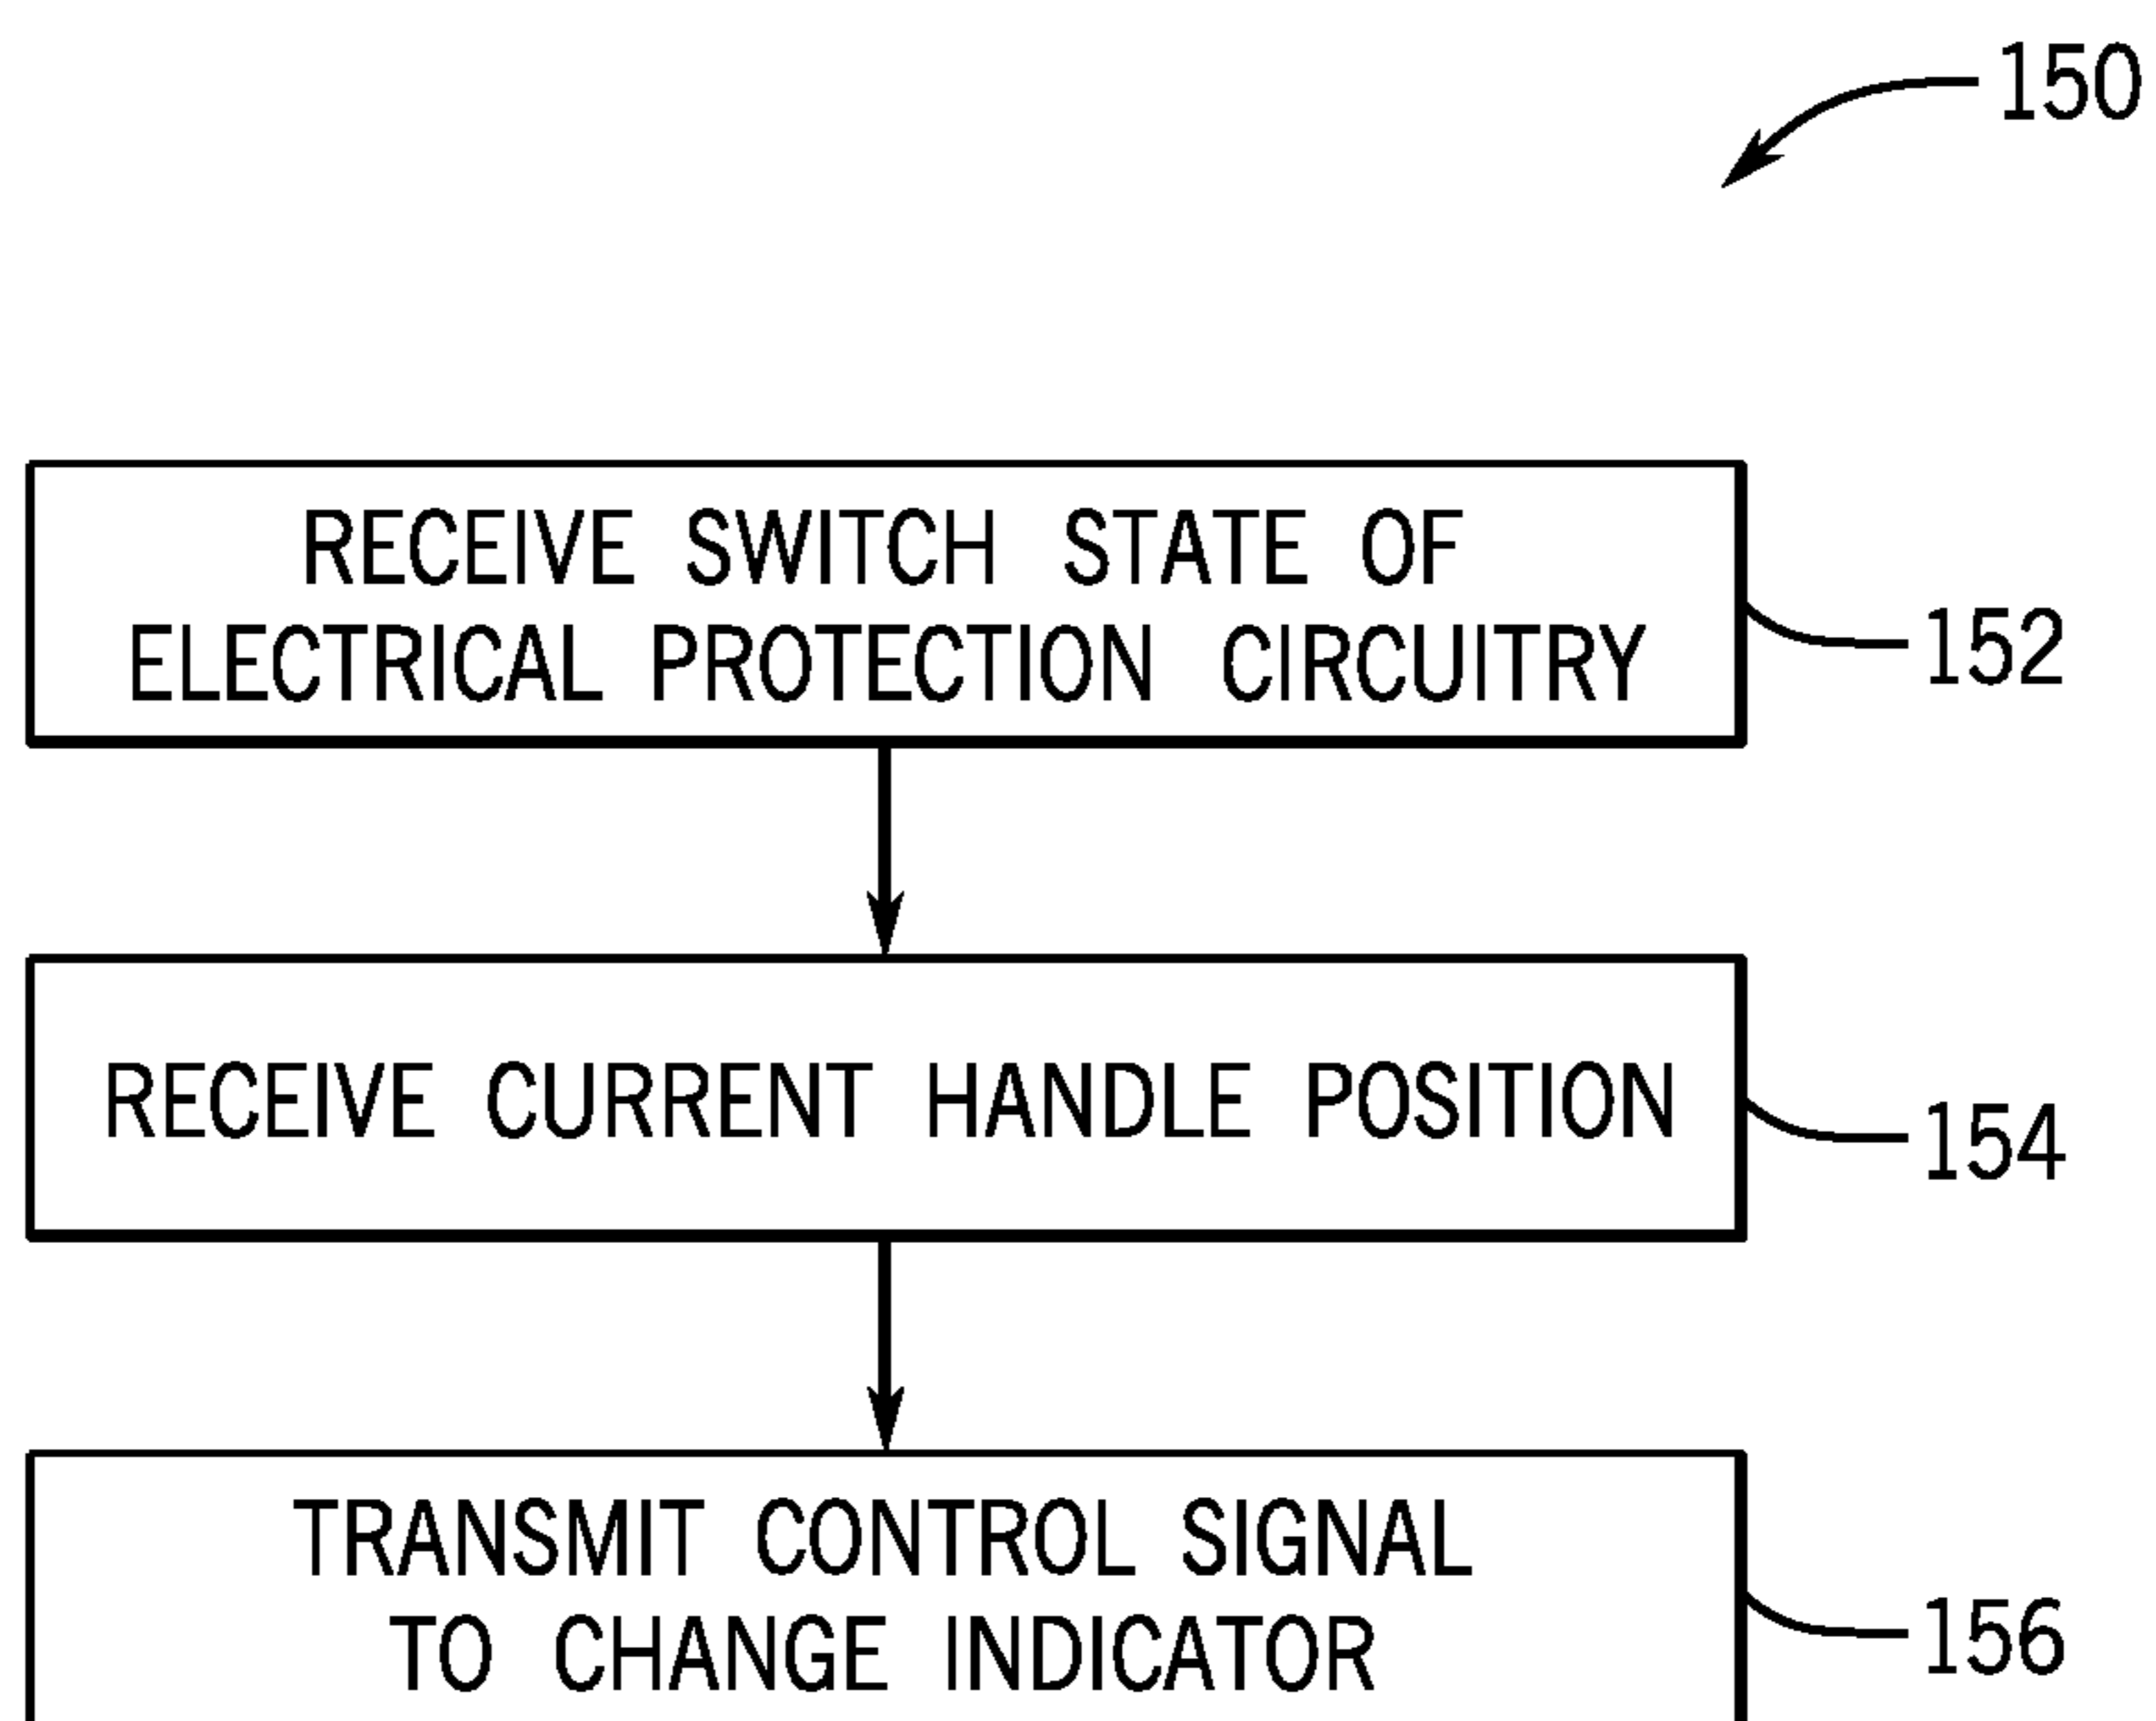 150
RECEIVE SWITCH STATE OF
ELECTRICAL PROTECTION CIRCUITRY
152
RECEIVE CURRENT HANDLE POSITION
154
TRANSMIT CONTROL SIGNAL
TO CHANGE INDICATOR
156